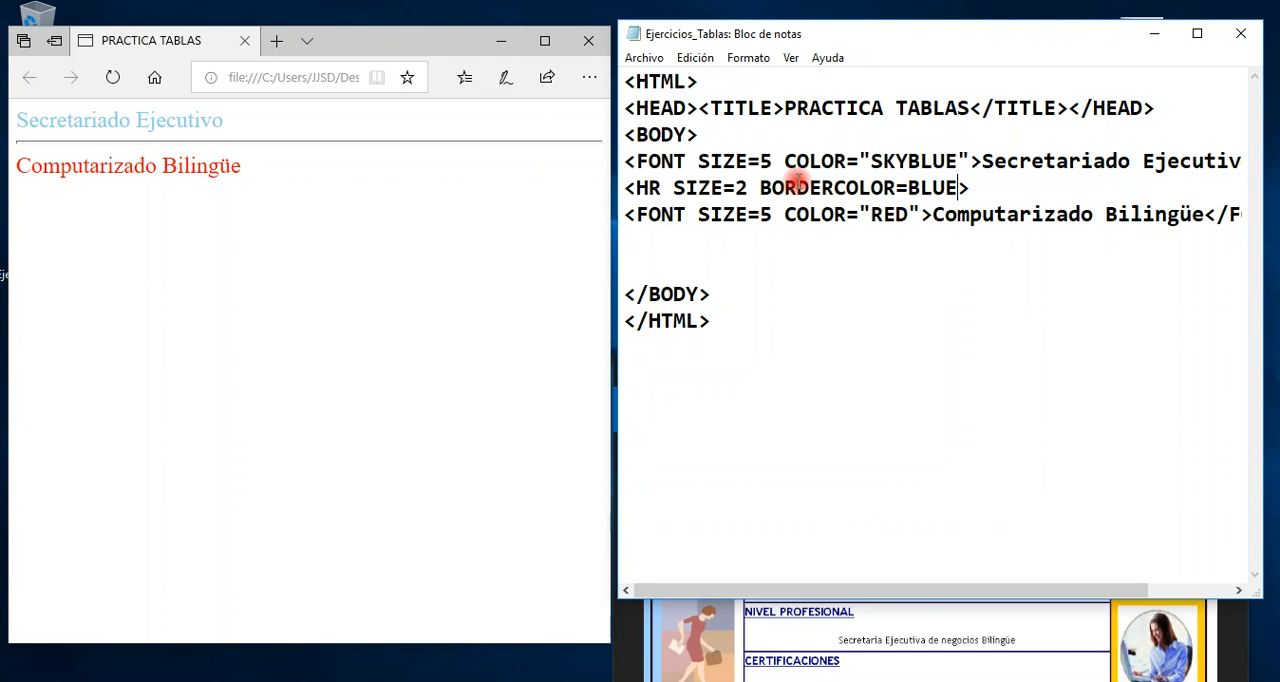 PRACTICA TABLAS
file:///C:/Users/JJSD/Des
Secretariado Ejecutivo
Computarizado Bilingüe
Ejercicios_Tablas: Bloc de notas
Archivo Edición Formato Ver Ayuda
<HTML>
<HEAD><TITLE>PRACTICA TABLAS</TITLE></HEAD>
<BODY>
<FONT SIZE=5 COLOR="SKYBLUE">Secretariado Ejecutiv
<HR SIZE=2 BORDERCOLOR=BLUE>
<FONT SIZE=5 COLOR="RED">Computarizado Bilingüe</F
</BODY>
</HTML>
NIVEL PROFESIONAL
Secretaria Ejecutiva de negocios Bilingüe
CERTIFICACIONES